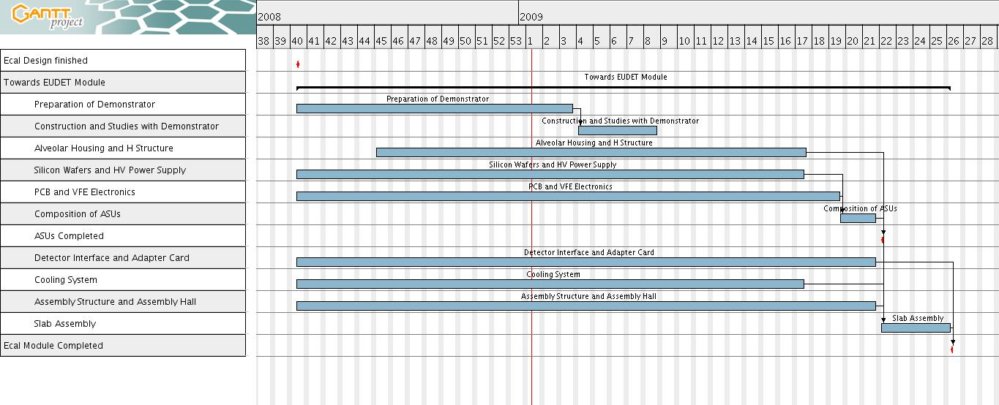 GANTT project
2008 2009
38 39 40 41 42 43 44 45 46 47 48 49 50 51 52 53 1 2 3 4 5 6 7 8 9 10 11 12 13 14 15 16 17 18 19 20 21 22 23 24 25 26 27 28
Ecal Design finished
Towards EUDET Module Towards EUDET Module
Preparation of Demonstrator Preparation of Demonstrator
Construction and Studies with Demonstrator Construction and Studies with Demonstrator
Alveolar Housing and H Structure Alveolar Housing and H Structure
Silicon Wafers and HV Power Supply Silicon Wafers and HV Power Supply
PCB and VFE Electronics PCB and VFE Electronics
Composition of ASUs Composition of ASUs
ASUs Completed
Detector Interface and Adapter Card Detector Interface and Adapter Card
Cooling System Cooling System
Assembly Structure and Assembly Hall Assembly Structure and Assembly Hall
Slab Assembly Slab Assembly
Ecal Module Completed